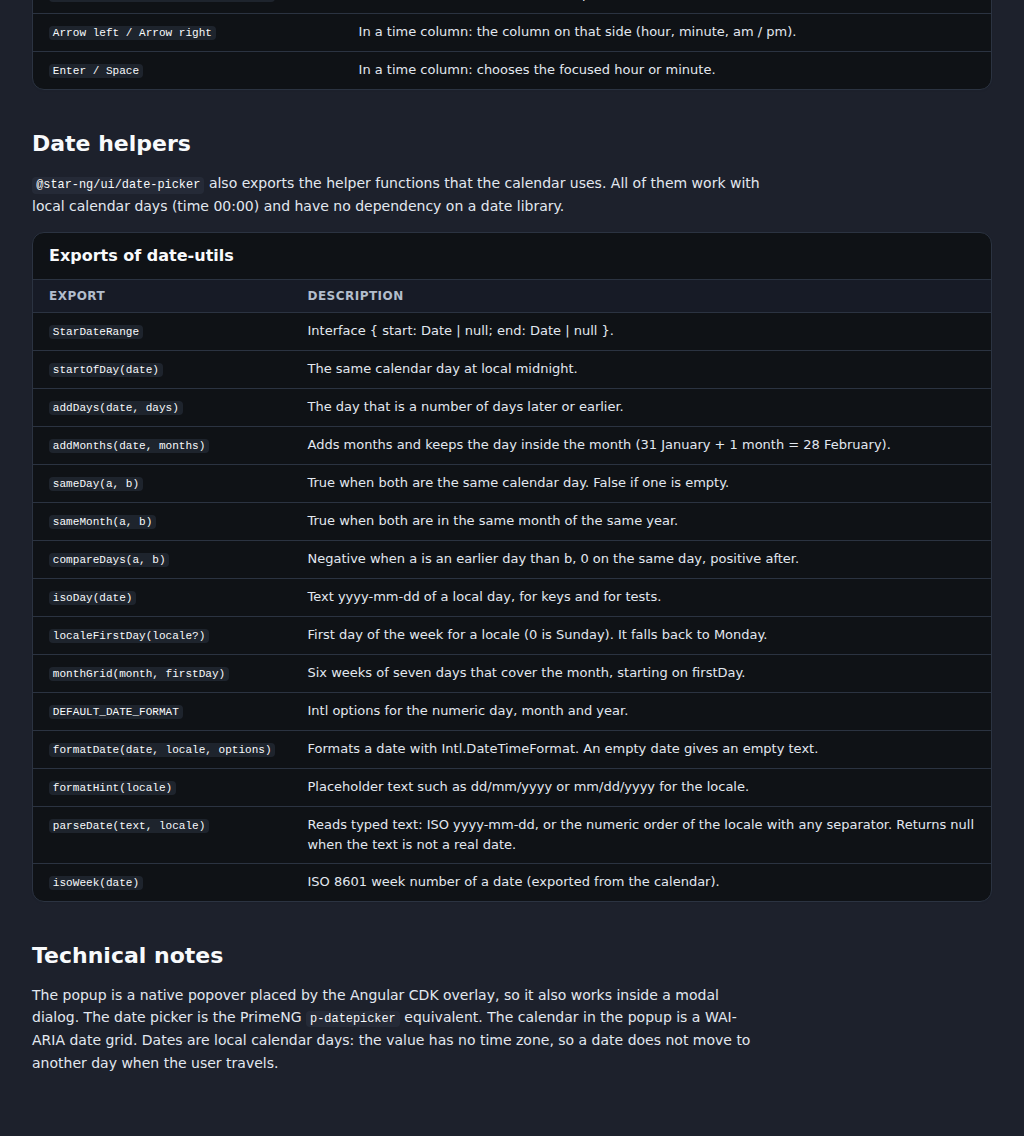 Arrow left / Arrow right In a time column: the column on that side (hour, minute, am / pm).
Enter / Space In a time column: chooses the focused hour or minute.
Date helpers
@star-ng/ui/date-picker also exports the helper functions that the calendar uses. All of them work with
local calendar days (time 00:00) and have no dependency on a date library.
Exports of date-utils
EXPORT DESCRIPTION
StarDateRange Interface { start: Date | null; end: Date | null }.
startOfDay(date) The same calendar day at local midnight.
addDays(date, days) The day that is a number of days later or earlier.
addMonths(date, months) Adds months and keeps the day inside the month (31 January + 1 month = 28 February).
sameDay(a, b) True when both are the same calendar day. False if one is empty.
sameMonth(a, b) True when both are in the same month of the same year.
compareDays(a, b) Negative when a is an earlier day than b, 0 on the same day, positive after.
isoDay(date) Text yyyy-mm-dd of a local day, for keys and for tests.
localeFirstDay(locale?) First day of the week for a locale (0 is Sunday). It falls back to Monday.
monthGrid(month, firstDay) Six weeks of seven days that cover the month, starting on firstDay.
DEFAULT_DATE_FORMAT Intl options for the numeric day, month and year.
formatDate(date, locale, options) Formats a date with Intl.DateTimeFormat. An empty date gives an empty text.
formatHint(locale) Placeholder text such as dd/mm/yyyy or mm/dd/yyyy for the locale.
parseDate(text, locale) Reads typed text: ISO yyyy-mm-dd, or the numeric order of the locale with any separator. Returns null
when the text is not a real date.
isoWeek(date) ISO 8601 week number of a date (exported from the calendar).
Technical notes
The popup is a native popover placed by the Angular CDK overlay, so it also works inside a modal
dialog. The date picker is the PrimeNG p-datepicker equivalent. The calendar in the popup is a WAI-
ARIA date grid. Dates are local calendar days: the value has no time zone, so a date does not move to
another day when the user travels.